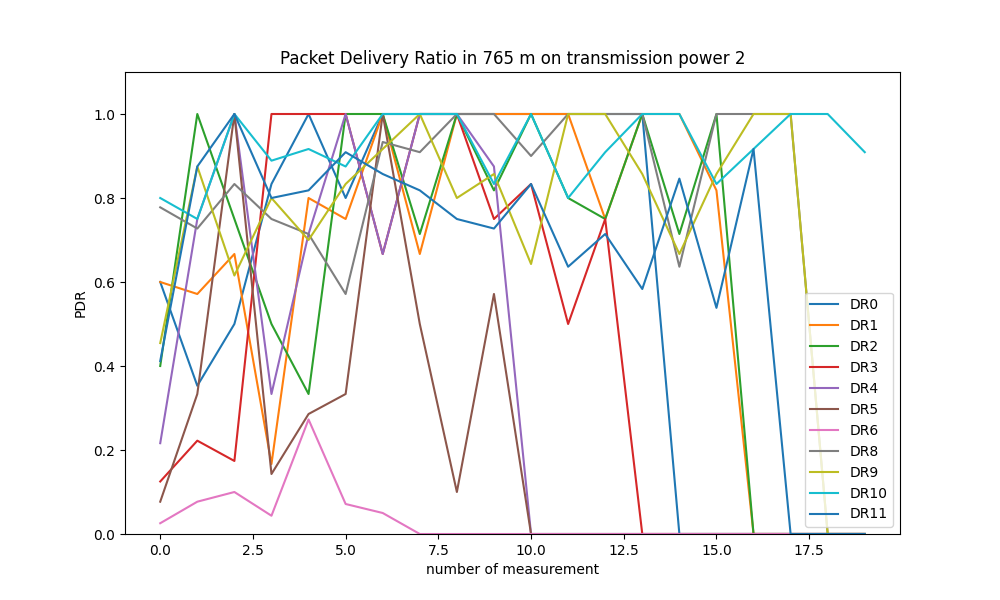 Packet Delivery Ratio in 765 m on transmission power 2
PDR
1.0
0.8
0.6
0.4
0.2
0.0
0.0 2.5 5.0 7.5 10.0 12.5 15.0 17.5
number of measurement
DR0
DR1
DR2
DR3
DR4
DR5
DR6
DR8
DR9
DR10
DR11